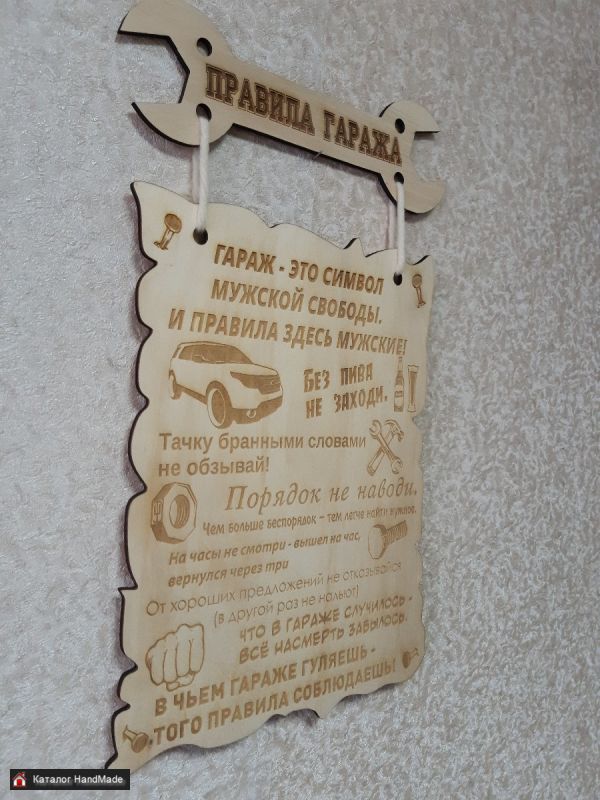 ПРАВИЛА ГАРАЖА
ГАРАЖ - ЭТО СИМВОЛ
МУЖСКОЙ СВОБОДЫ.
И ПРАВИЛА ЗДЕСЬ МУЖСКИЕ!
БЕЗ ПИВА
НЕ ЗАХОДИ.
Тачку бранными словами
не обзывай!
Порядок не наводи.
Чем больше беспорядок – тем легче найти нужное.
На часы не смотри - вышел на час,
вернулся через три
От хороших предложений не отказывайся
(в другой раз не нальют)
ЧТО В ГАРАЖЕ СЛУЧИЛОСЬ -
ВСЁ НАСМЕРТЬ ЗАБЫЛОСЬ.
В ЧЬЕМ ГАРАЖЕ ГУЛЯЕШЬ -
ТОГО ПРАВИЛА СОБЛЮДАЕШЬ!
Каталог HandMade